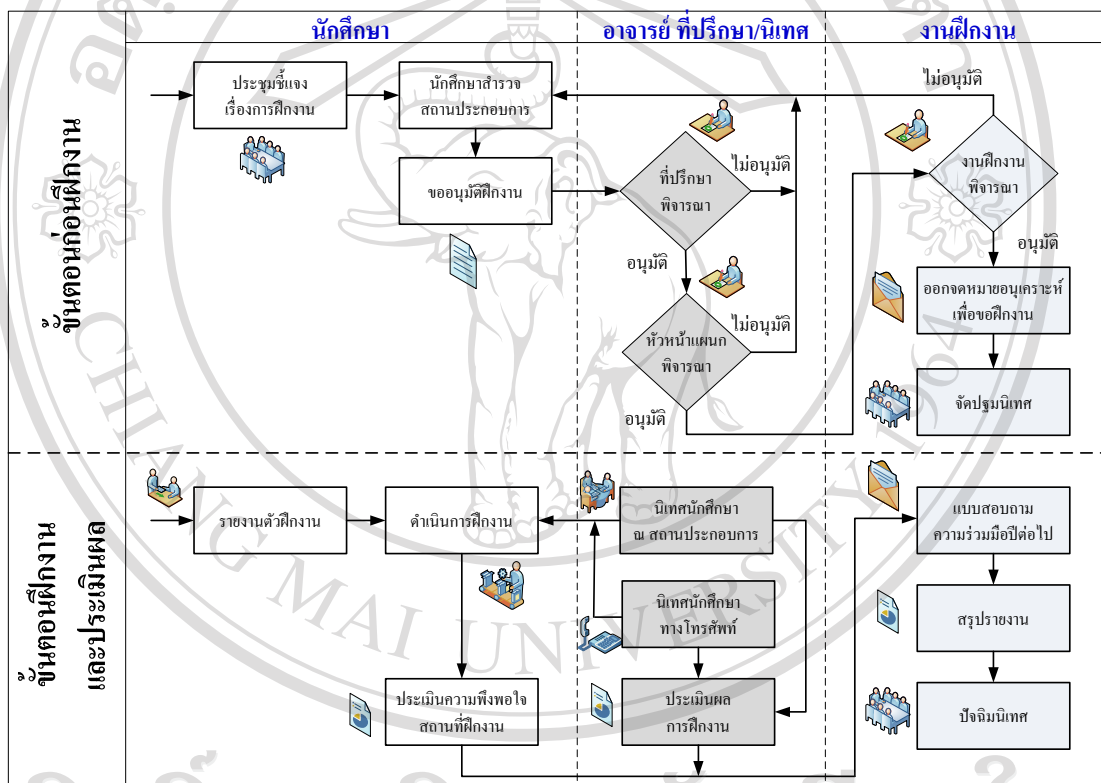 นักศึกษา
อาจารย์ ที่ปรึกษา/นิเทศ
งานฝึกงาน
ขั้นตอนก่อนฝึกงาน
ประชุมชี้แจง
เรื่องการฝึกงาน
นักศึกษาสำรวจ
สถานประกอบการ
ไม่อนุมัติ
ขออนุมัติฝึกงาน
ที่ปรึกษา
พิจารณา
ไม่อนุมัติ
งานฝึกงาน
พิจารณา
อนุมัติ
อนุมัติ
ออกจดหมายอนุเคราะห์
เพื่อขอฝึกงาน
หัวหน้าแผนก
พิจารณา
ไม่อนุมัติ
อนุมัติ
จัดปฐมนิเทศ
ขั้นตอนฝึกงาน
และประเมินผล
รายงานตัวฝึกงาน
ดำเนินการฝึกงาน
นิเทศนักศึกษา
ณ สถานประกอบการ
แบบสอบถาม
ความร่วมมือปีต่อไป
นิเทศนักศึกษา
ทางโทรศัพท์
สรุปรายงาน
ประเมินความพึงพอใจ
สถานที่ฝึกงาน
ประเมินผล
การฝึกงาน
ปัจฉิมนิเทศ
CHIANG MAI UNIVERSITY 1964